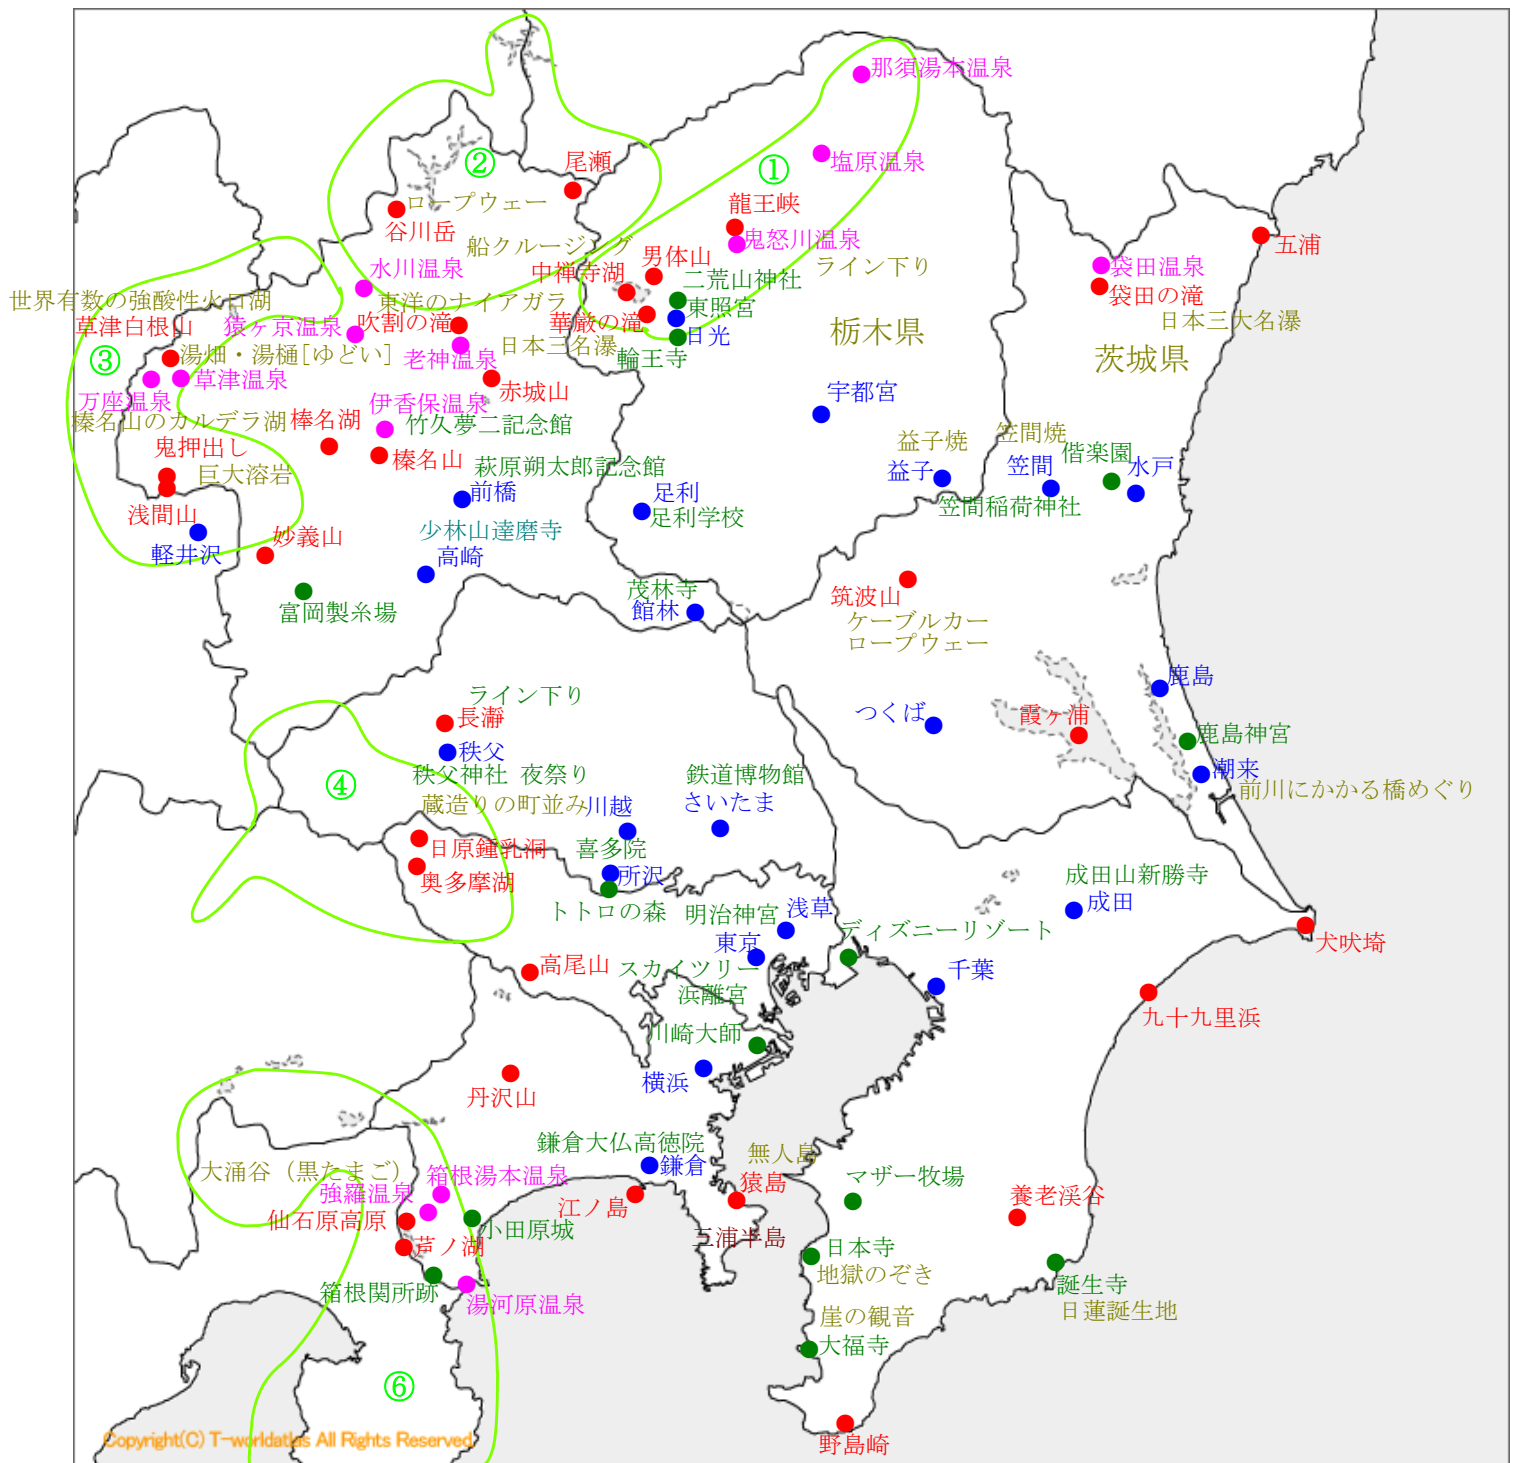 那須湯本温泉
塩原温泉
①
②
尾瀬
ロープウェー
谷川岳
龍王峡
鬼怒川温泉
五浦
船クルージング
男体山
ライン下り
袋田温泉
水川温泉
中禅寺湖
二荒山神社
袋田の滝
世界有数の強酸性火口湖
東洋のナイアガラ
東照宮
日本三大名瀑
草津白根山
猿ヶ京温泉
吹割の滝
華厳の滝
日光
栃木県
③
湯畑・湯樋[ゆどい]
老神温泉
日本三名瀑
輪王寺
茨城県
草津温泉
万座温泉
赤城山
宇都宮
伊香保温泉
榛名山のカルデラ湖
棒名湖
竹久夢二記念館
益子焼
笠間焼
鬼押出し
偕楽園
巨大溶岩
榛名山
萩原朔太郎記念館
益子
笠間
水戸
前橋
足利
足利学校
笠間稲荷神社
浅間山
少林山達磨寺
妙義山
軽井沢
高崎
茂林寺
筑波山
富岡製糸場
館林
ケーブルカー
ロープウェー
鹿島
ライン下り
長瀞
つくば
霞ヶ浦
鹿島神宮
秩父
秩父神社 夜祭り
鉄道博物館
潮来
④
蔵造りの町並み
川越
さいたま
前川にかかる橋めぐり
日原鍾乳洞
喜多院
奥多摩湖
所沢
成田山新勝寺
成田
トトロの森
明治神宮
浅草
ディズニーリゾート
東京
犬吠埼
高尾山
スカイツリー
千葉
浜離宮
九十九里浜
川崎大師
横浜
丹沢山
鎌倉大仏高徳院
無人島
大涌谷（黒たまご）
箱根湯本温泉
鎌倉
猿島
マザー牧場
強羅温泉
養老渓谷
仙石原高原
江ノ島
小田原城
三浦半島
芦ノ湖
日本寺
地獄のぞき
箱根関所跡
誕生寺
湯河原温泉
崖の観音
日蓮誕生地
大福寺
⑥
野島崎
Copyright(C) T-worldatlas All Rights Reserved